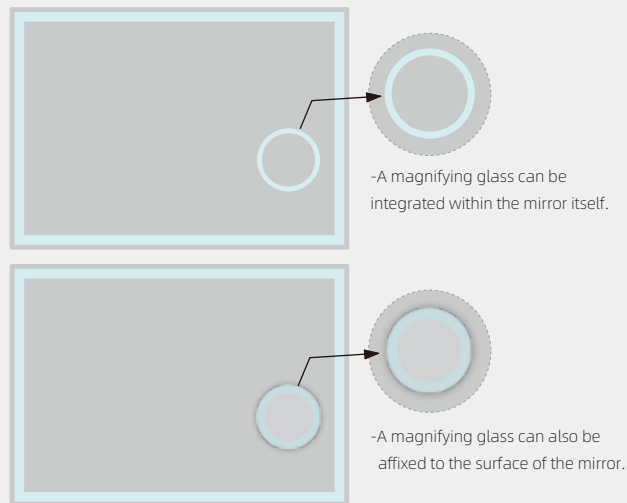 -A magnifying glass can be
integrated within the mirror itself.
-A magnifying glass can also be
affixed to the surface of the mirror.